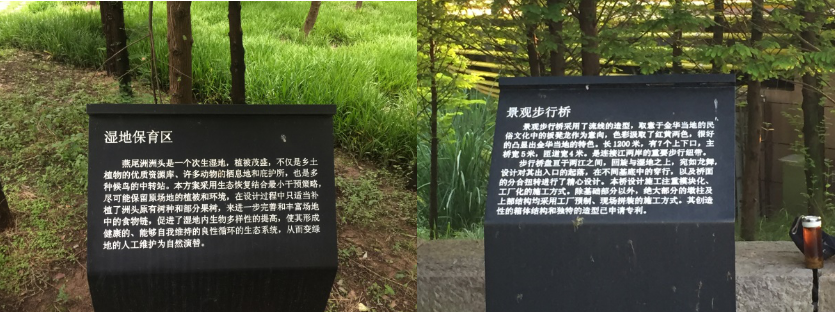 湿地保育区
燕尾洲洲头是一个次生湿地，植被茂盛，不仅是乡土
植物的优质资源库、许多动物的栖息地和庇护所，也是多
种候鸟的中转站。本方案采用生态恢复结合最小干预策略，
尽可能保留原场地的植被和环境，在设计过程中只适当补
植了洲头原有树种和部分果树，来进一步完善和丰富场地
中的食物链，促进了湿地内生物多样性的提高，使其形成
健康的、能够自我维持的良性循环的生态系统，从而变绿
地的人工维护为自然演替。
景观步行桥
景观步行桥采用了流线的造型，取意于金华当地的民
俗文化中的板凳龙作为意向，色彩汲取了红黄两色，很好
的凸显出金华当地的特色。长1200米，有7个上下口，主
桥宽5米，匝道宽4米，是连接江两岸的重要步行纽带。
步行桥盘亘于两江之间，回旋与湿地之上，宛如龙舞，
设计对其出入口的起落，在不同基底中的穿行，以及桥面
的分合扭转进行了精心设计。本桥设计施工注重模块化、
工厂化的施工方式。除基础部分以外，绝大部分的墩柱及
上部结构均采用工厂预制、现场拼装的施工方式。其创造
性的箱体结构和独特的造型已申请专利。